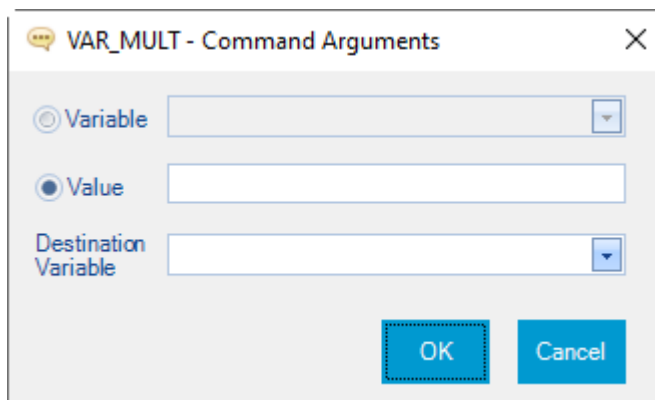 VAR_MULT - Command Arguments
Variable
Value
Destination
Variable
OK
Cancel